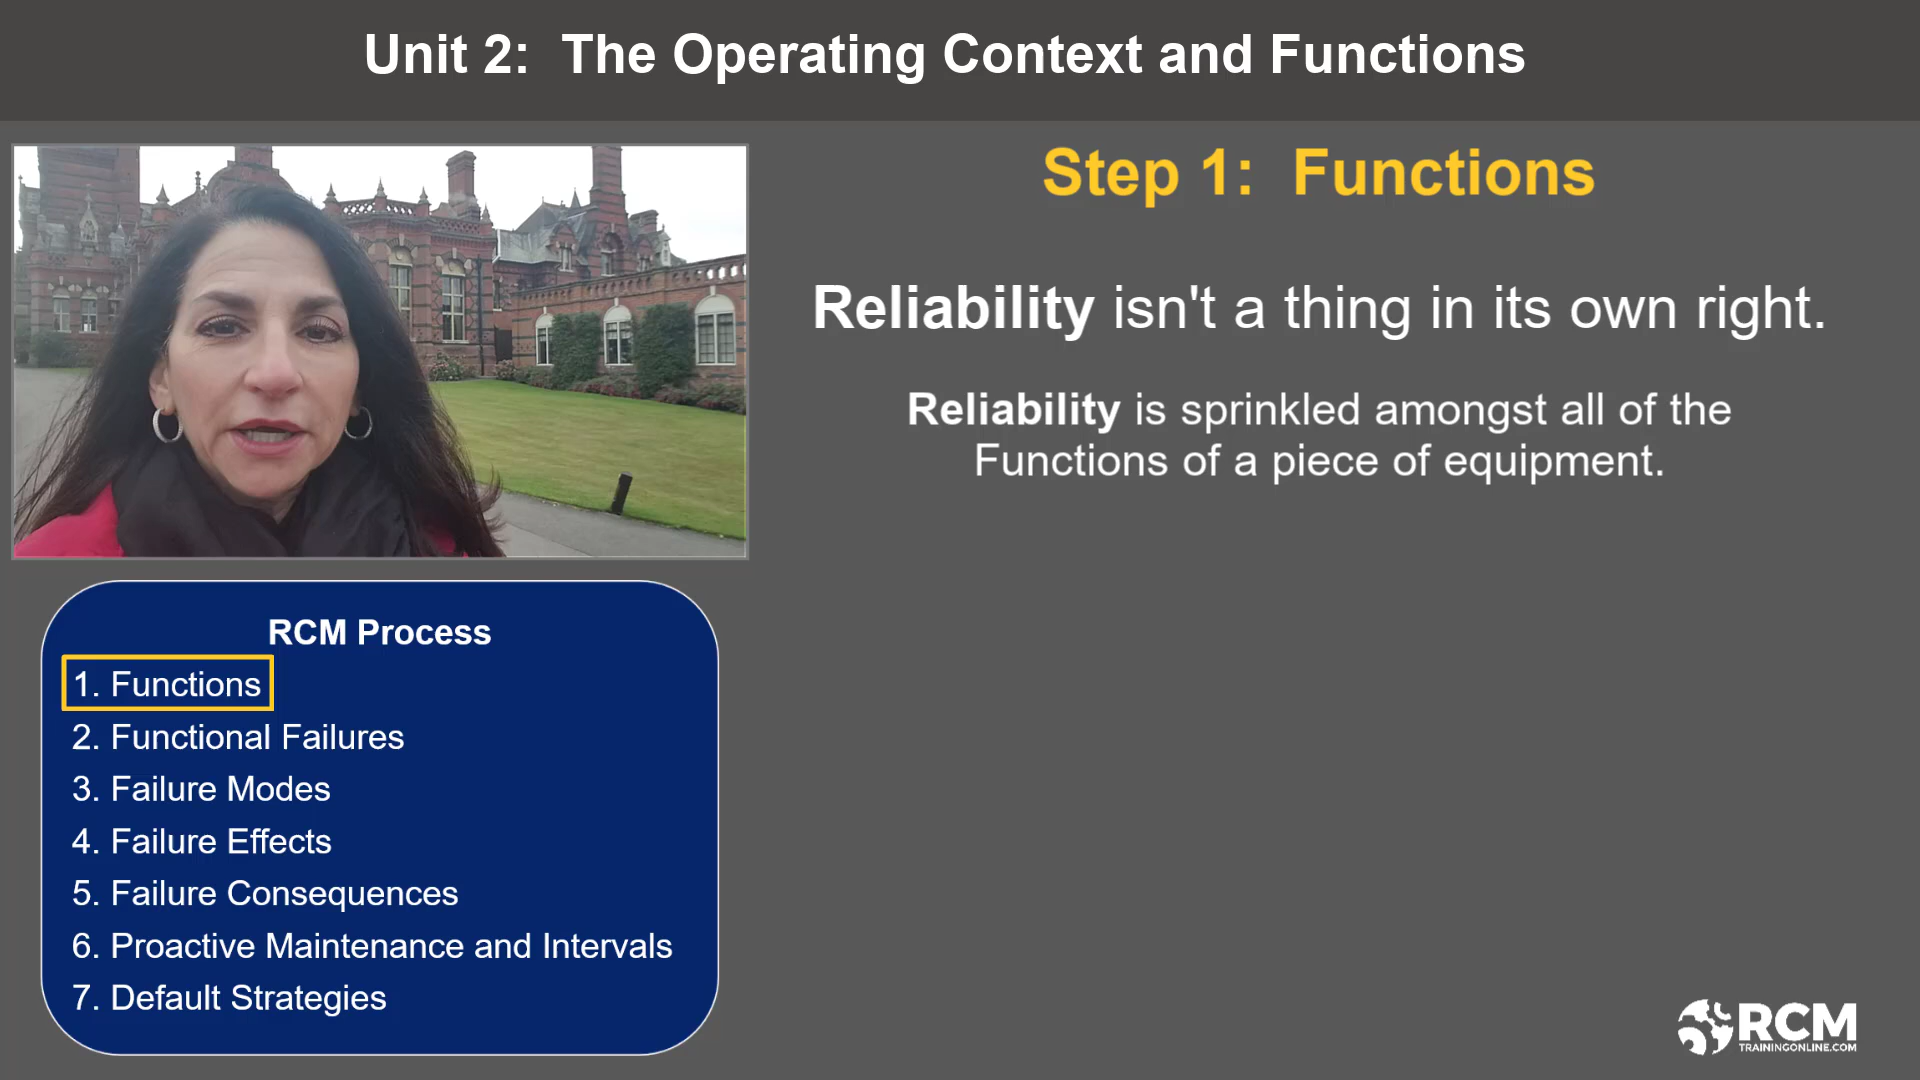 Unit 2:  The Operating Context and Functions
Step 1:  Functions
Reliability isn't a thing in its own right.
Reliability is sprinkled amongst all of the
Functions of a piece of equipment.
RCM Process
1. Functions
2. Functional Failures
3. Failure Modes
4. Failure Effects
5. Failure Consequences
6. Proactive Maintenance and Intervals
7. Default Strategies
RCM
TRAININGONLINE.COM